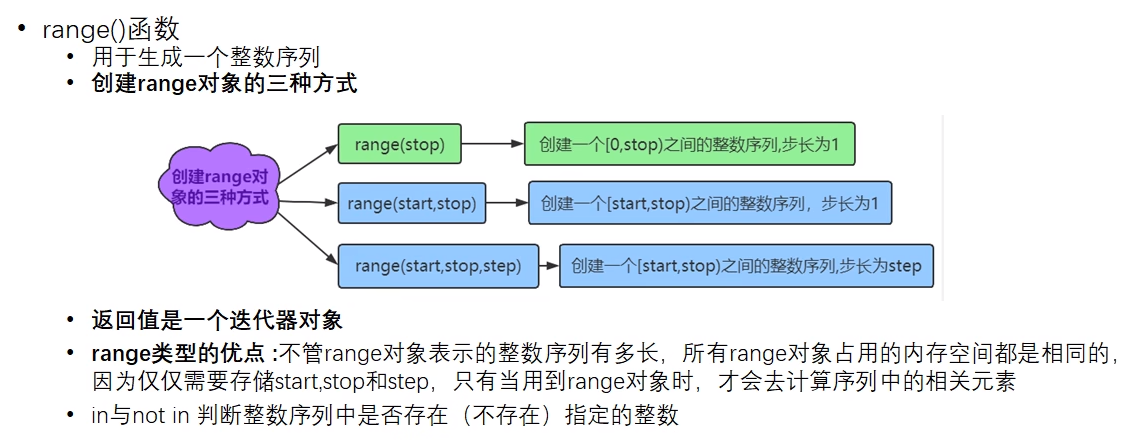 • range()函数
• 用于生成一个整数序列
• 创建range对象的三种方式
创建range对
象的三种方式
range(stop)
创建一个[0,stop)之间的整数序列,步长为1
range(start,stop)
创建一个[start,stop)之间的整数序列，步长为1
range(start,stop,step)
创建一个[start,stop)之间的整数序列,步长为step
• 返回值是一个迭代器对象
• range类型的优点 :不管range对象表示的整数序列有多长，所有range对象占用的内存空间都是相同的，
因为仅仅需要存储start,stop和step，只有当用到range对象时，才会去计算序列中的相关元素
• in与not in 判断整数序列中是否存在（不存在）指定的整数